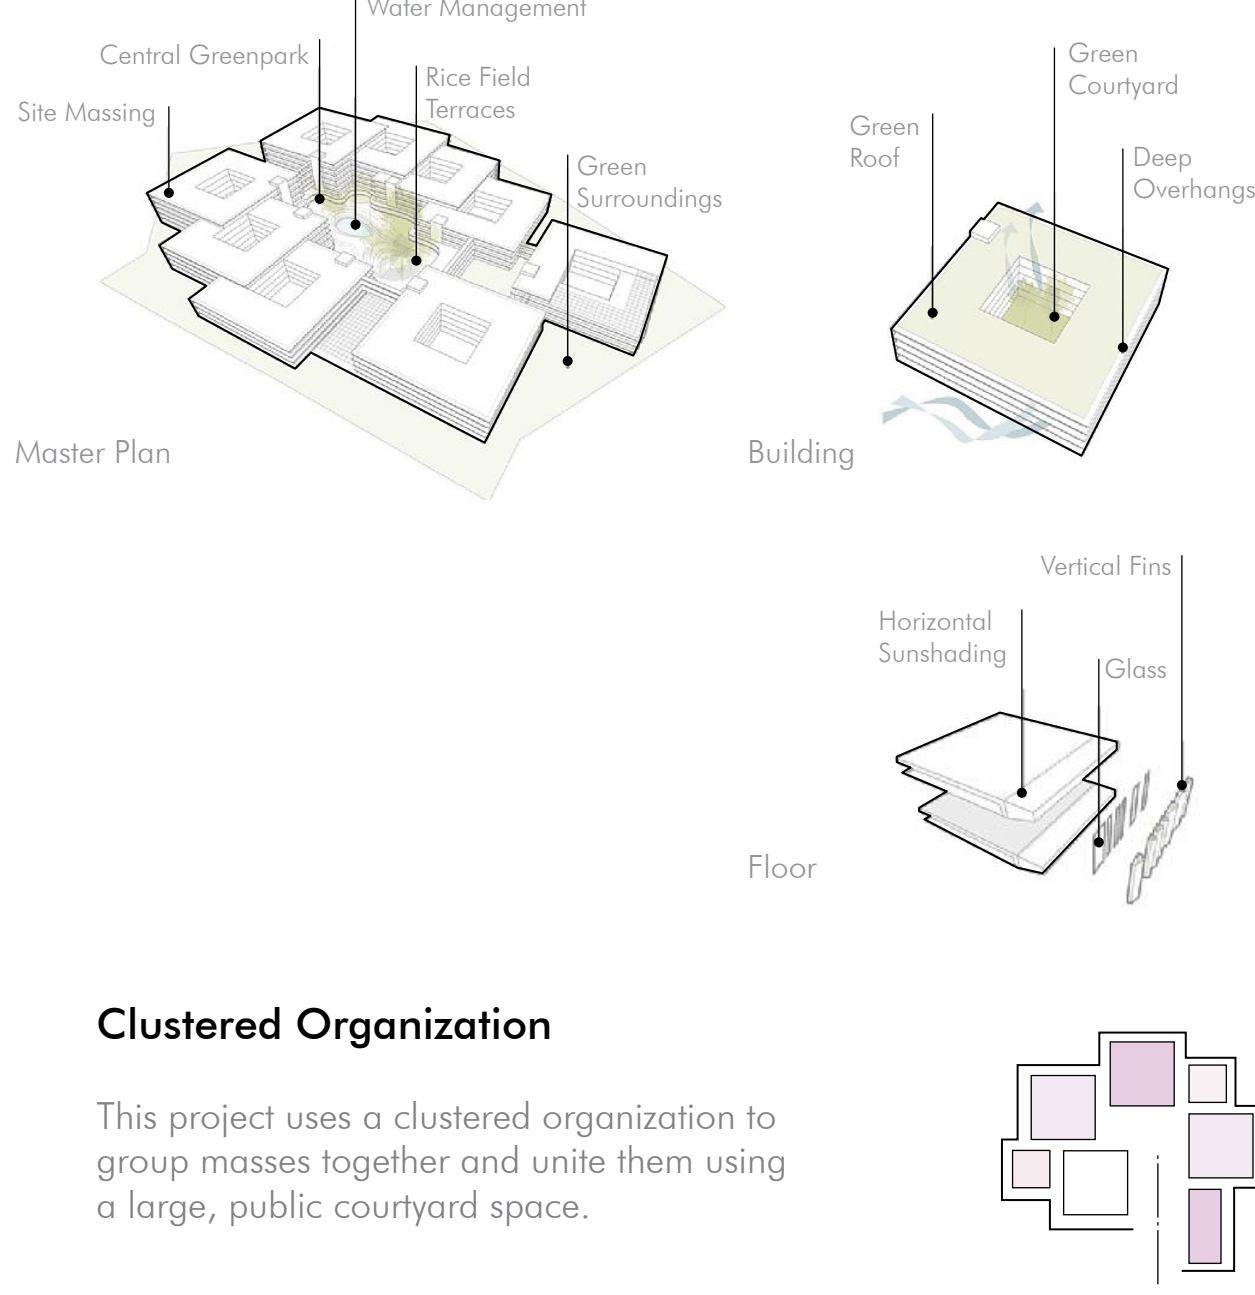 Water Management
Central Greenpark
Rice Field
Terraces
Site Massing
Green
Surroundings
Master Plan
Green
Courtyard
Green
Roof
Deep
Overhangs
Building
Vertical Fins
Horizontal
Sunshading
Glass
Floor
Clustered Organization
This project uses a clustered organization to
group masses together and unite them using
a large, public courtyard space.